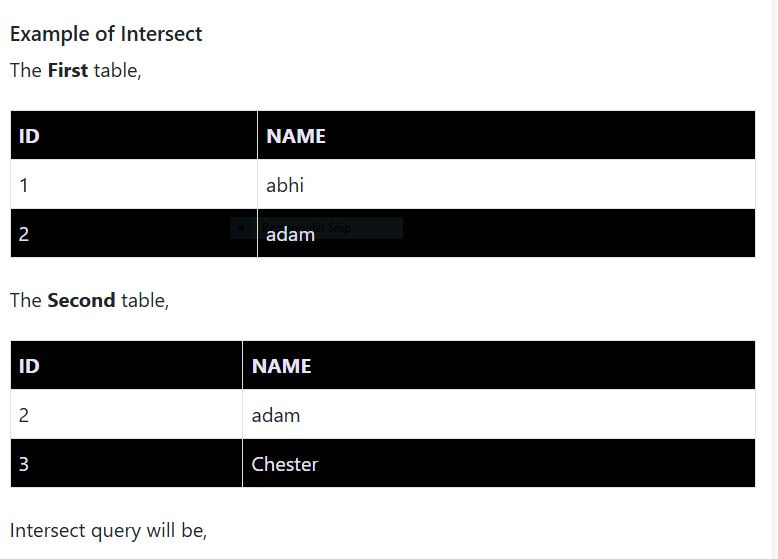 Example of Intersect
The First table,
ID NAME
1 abhi
2 adam
The Second table,
ID NAME
2 adam
3 Chester
Intersect query will be,